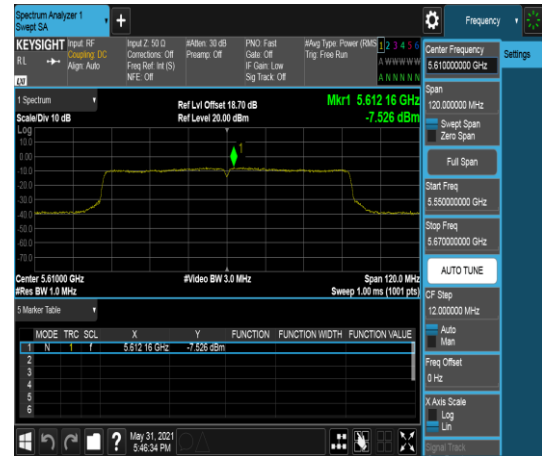 Spectrum Analyzer 1
Swept SA
+
Frequency
KEYSIGHT
Input: RF
Coupling: DC
Align: Auto
RL
LXI
Input Z: 50 Ω
Corrections: Off
Freq Ref: Int (S)
NFE: Off
#Atten: 30 dB
Preamp: Off
PNO: Fast
Gate: Off
IF Gain: Low
Sig Track: Off
#Avg Type: Power (RMS
Trig: Free Run
1 2 3 4 5 6
A W W W W W
A N N N N N
1 Spectrum
Scale/Div 10 dB
Ref Lvl Offset 18.70 dB
Ref Level 20.00 dBm
Mkr1 5.612 16 GHz
-7.526 dBm
Log
10.0
0.00
-10.0
-20.0
-30.0
-40.0
-50.0
-60.0
-70.0
1
Center 5.61000 GHz
#Res BW 1.0 MHz
#Video BW 3.0 MHz
Span 120.0 MHz
Sweep 1.00 ms (1001 pts)
5 Marker Table
MODE TRC SCL X Y FUNCTION FUNCTION WIDTH FUNCTION VALUE
1 N 1 f 5.612 16 GHz -7.526 dBm
2
3
4
5
6
May 31, 2021
5:46:34 PM
?
Center Frequency
5.610000000 GHz
Settings
Span
120.000000 MHz
Swept Span
Zero Span
Full Span
Start Freq
5.550000000 GHz
Stop Freq
5.670000000 GHz
AUTO TUNE
CF Step
12.000000 MHz
Auto
Man
Freq Offset
0 Hz
X Axis Scale
Log
Lin
Signal Track